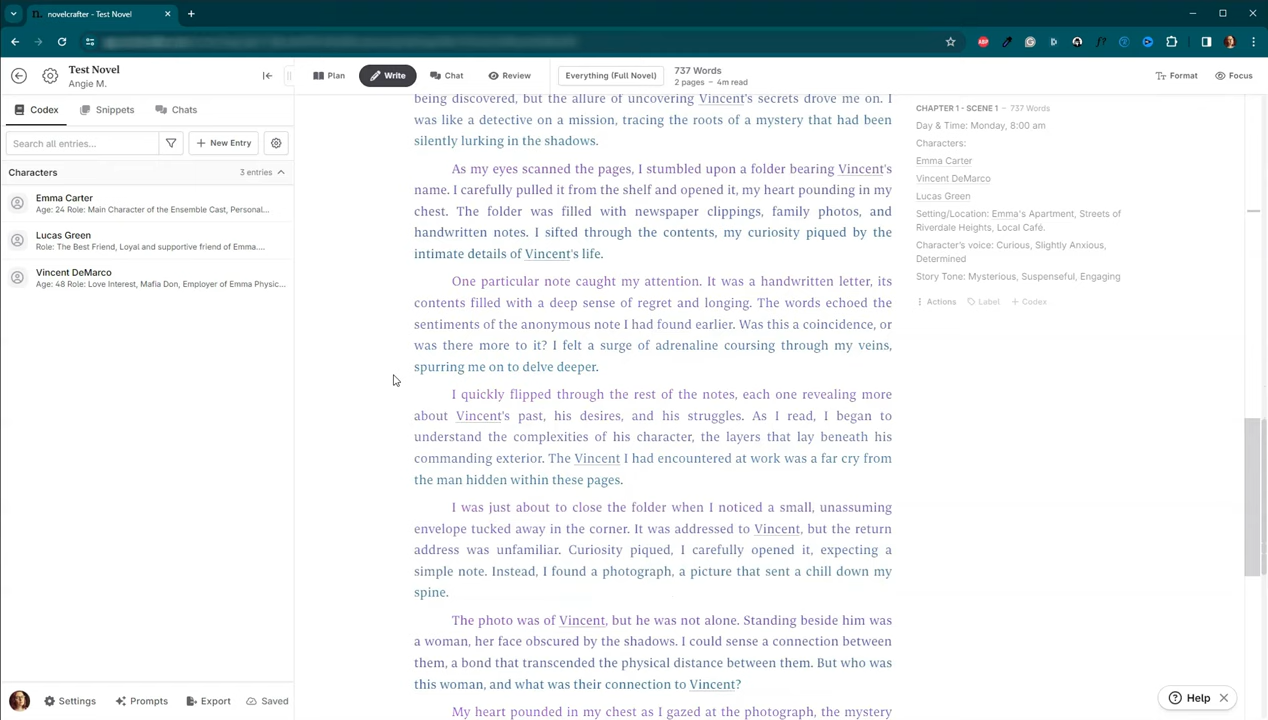 novelcrafter - Test Novel
Test Novel
Angie M.
Plan
Write
Chat
Review
Everything (Full Novel)
737 Words
2 pages – 4m read
Format
Focus
Codex
Snippets
Chats
Search all entries...
+ New Entry
Characters
3 entries
Emma Carter
Age: 24 Role: Main Character of the Ensemble Cast, Personal...
Lucas Green
Role: The Best Friend, Loyal and supportive friend of Emma....
Vincent DeMarco
Age: 48 Role: Love Interest, Mafia Don, Employer of Emma Physic...
Settings
Prompts
Export
Saved
being discovered, but the allure of uncovering Vincent's secrets drove me on. I
was like a detective on a mission, tracing the roots of a mystery that had been
silently lurking in the shadows.
As my eyes scanned the pages, I stumbled upon a folder bearing Vincent's
name. I carefully pulled it from the shelf and opened it, my heart pounding in my
chest. The folder was filled with newspaper clippings, family photos, and
handwritten notes. I sifted through the contents, my curiosity piqued by the
intimate details of Vincent's life.
One particular note caught my attention. It was a handwritten letter, its
contents filled with a deep sense of regret and longing. The words echoed the
sentiments of the anonymous note I had found earlier. Was this a coincidence, or
was there more to it? I felt a surge of adrenaline coursing through my veins,
spurring me on to delve deeper.
I quickly flipped through the rest of the notes, each one revealing more
about Vincent's past, his desires, and his struggles. As I read, I began to
understand the complexities of his character, the layers that lay beneath his
commanding exterior. The Vincent I had encountered at work was a far cry from
the man hidden within these pages.
I was just about to close the folder when I noticed a small, unassuming
envelope tucked away in the corner. It was addressed to Vincent, but the return
address was unfamiliar. Curiosity piqued, I carefully opened it, expecting a
simple note. Instead, I found a photograph, a picture that sent a chill down my
spine.
The photo was of Vincent, but he was not alone. Standing beside him was
a woman, her face obscured by the shadows. I could sense a connection between
them, a bond that transcended the physical distance between them. But who was
this woman, and what was their connection to Vincent?
My heart pounded in my chest as I gazed at the photograph, the mystery
CHAPTER 1 - SCENE 1 – 737 Words
Day & Time: Monday, 8:00 am
Characters:
Emma Carter
Vincent DeMarco
Lucas Green
Setting/Location: Emma's Apartment, Streets of
Riverdale Heights, Local Café.
Character's voice: Curious, Slightly Anxious,
Determined
Story Tone: Mysterious, Suspenseful, Engaging
Actions
Label
+ Codex
Help